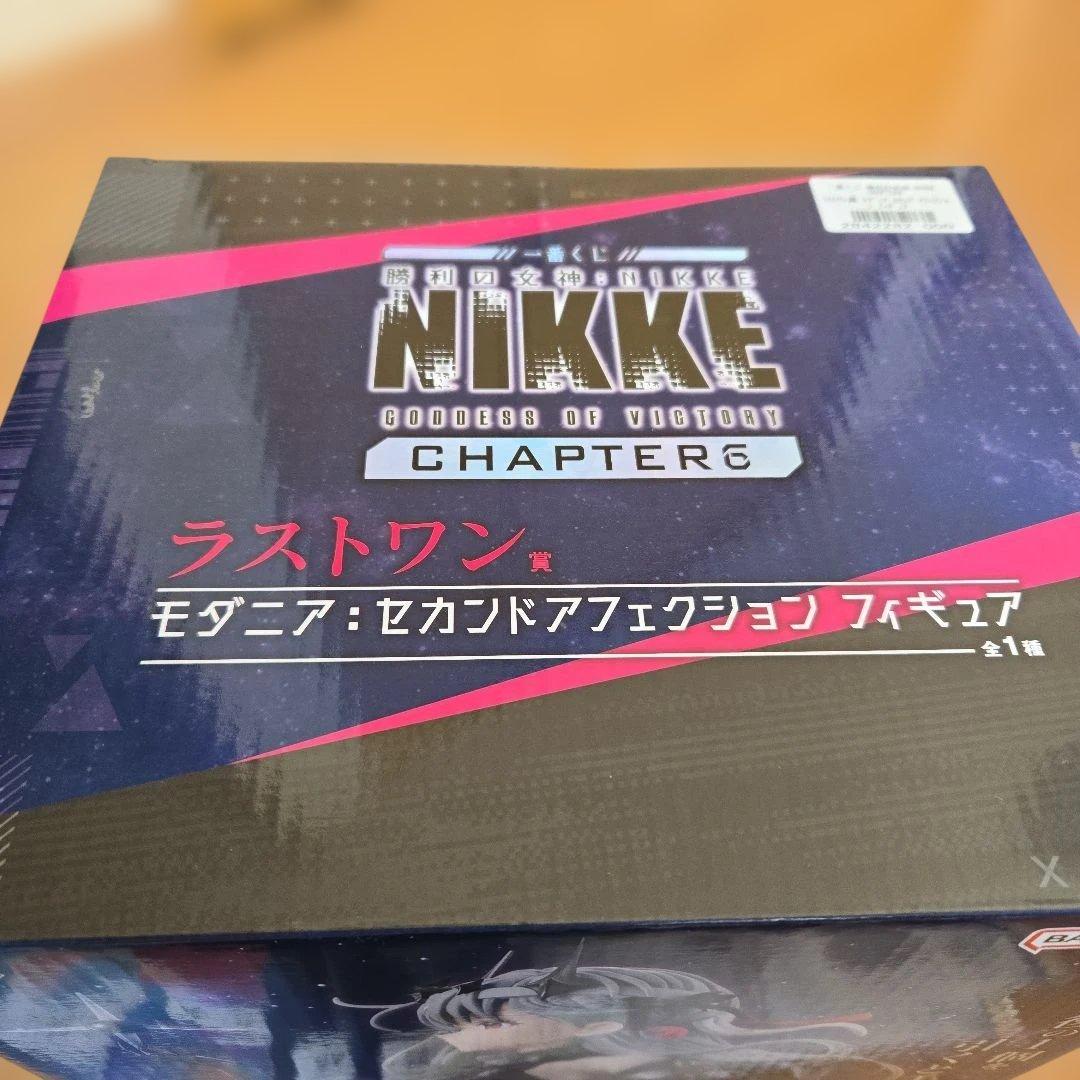 一番くじ
勝利の女神:NIKKE
NIKKE
GODDESS OF VICTORY
CHAPTER6
ラストワン賞
モダニア:セカンドアフェクション フィギュア
全1種